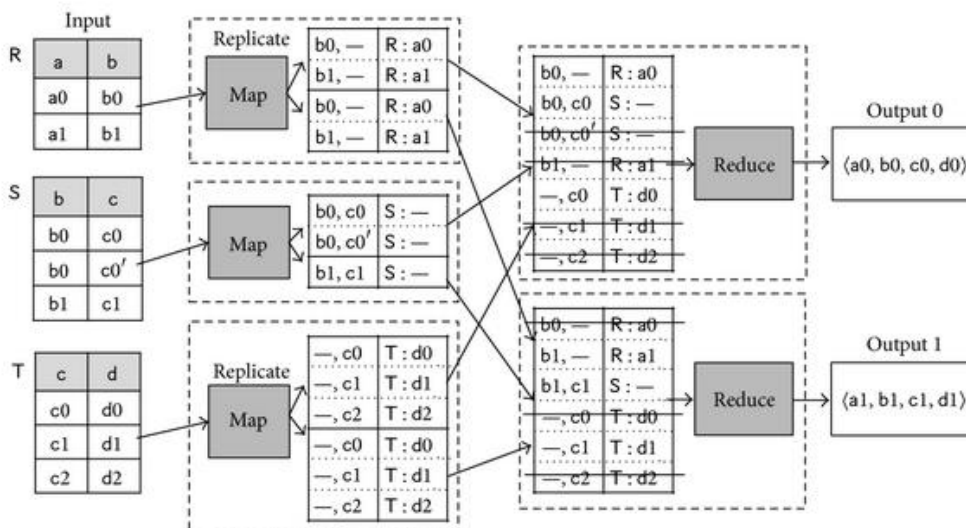 Input
R
a b
a0 b0
a1 b1
S
b c
b0 c0
b0 c0′
b1 c1
T
c d
c0 d0
c1 d1
c2 d2
Replicate
Map
b0, — R : a0
b1, — R : a1
b0, — R : a0
b1, — R : a1
Map
b0, c0 S : —
b0, c0′ S : —
b1, c1 S : —
Replicate
Map
—, c0 T : d0
—, c1 T : d1
—, c2 T : d2
—, c0 T : d0
—, c1 T : d1
—, c2 T : d2
b0, — R : a0
b0, c0 S : —
b0, c0′ S : —
b1, — R : a1
—, c0 T : d0
—, c1 T : d1
—, c2 T : d2
Reduce
Output 0
⟨a0, b0, c0, d0⟩
b0, — R : a0
b1, — R : a1
b1, c1 S : —
—, c0 T : d0
—, c1 T : d1
—, c2 T : d2
Reduce
Output 1
⟨a1, b1, c1, d1⟩